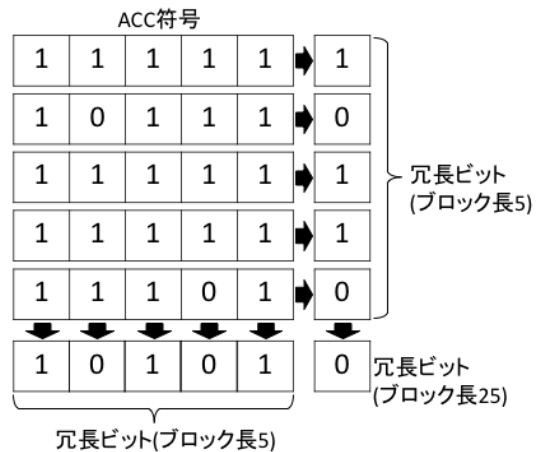 ACC符号
1 1 1 1 1 1
1 0 1 1 1 0
1 1 1 1 1 1
1 1 1 1 1 1
1 1 1 0 1 0
冗長ビット
(ブロック長5)
1 0 1 0 1 0
冗長ビット
(ブロック長25)
冗長ビット(ブロック長5)